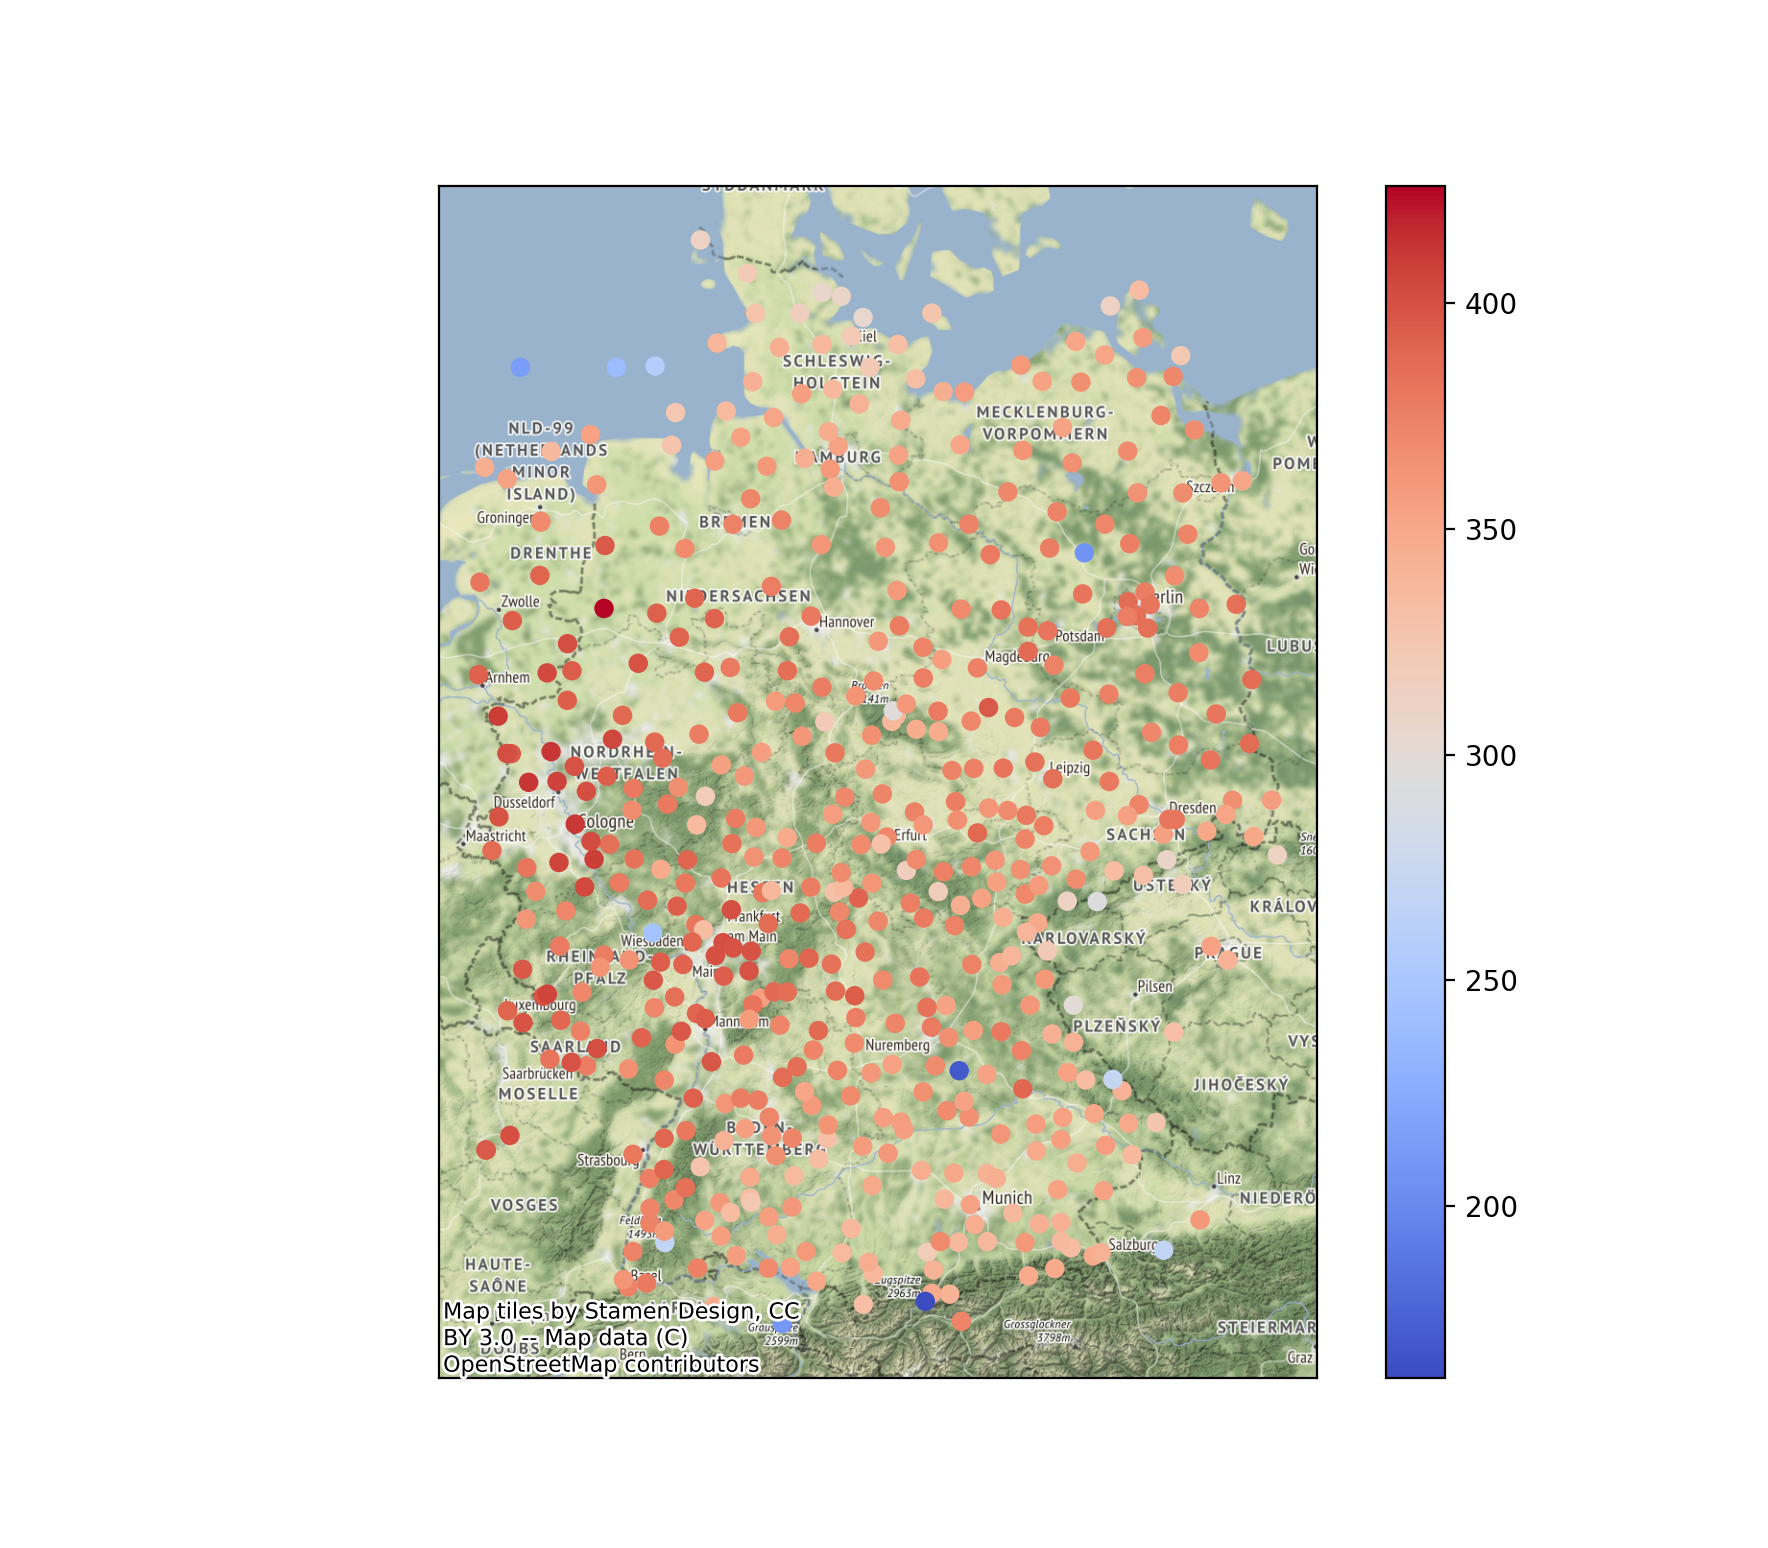 SYDDANMARK
Kiel
SCHLESWIG-
HOLSTEIN
MECKLENBURG-
VORPOMMERN
NLD-99
(NETHERLANDS
MINOR
ISLAND)
HAMBURG
POME
Szczecin
Groningen
BREMEN
DRENTHE
Go
Wi
Zwolle
NIEDERSACHSEN
Berlin
Hannover
Potsdam
LUBUS
Magdeburg
Arnhem
Brocken
1141m
NORDRHEIN-
WESTFALEN
Leipzig
Dusseldorf
Dresden
Cologne
Maastricht
Erfurt
SACHSEN
HESSEN
ÚSTECKÝ
KRÁLOV
Frankfurt
am Main
Wiesbaden
KARLOVARSKÝ
PRAGUE
RHEINLAND-
PFALZ
Mainz
Luxembourg
Pilsen
Mannheim
PLZEŇSKÝ
SAARLAND
Nuremberg
VYS
Saarbrücken
MOSELLE
JIHOČESKÝ
BADEN-
WÜRTTEMBERG
Strasbourg
Linz
VOSGES
Munich
NIEDERÖ
Feldberg
1493m
Salzburg
HAUTE-
SAÔNE
Basel
Zugspitze
2963m
Map tiles by Stamen Design, CC
BY 3.0 -- Map data (C)
OpenStreetMap contributors
DOUBS
Bern
Grauspitze
2599m
Grossglockner
3798m
STEIERMAR
Graz
400
350
300
250
200